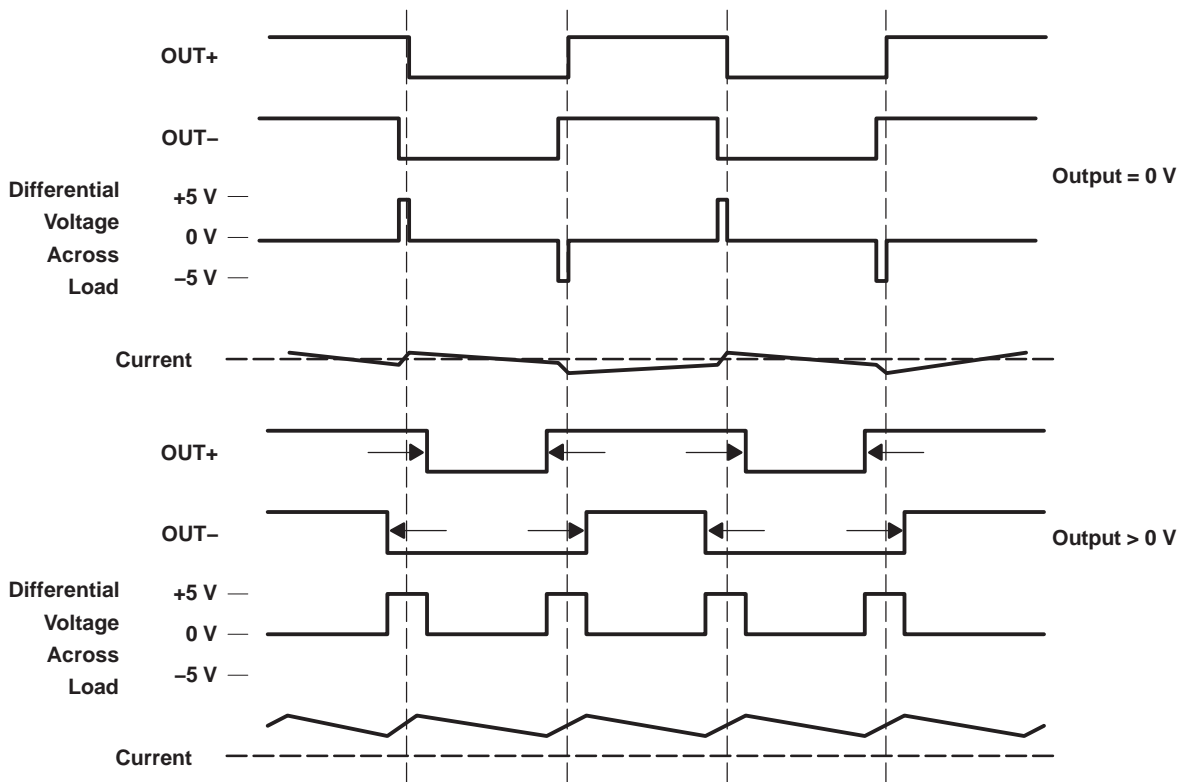 OUT+
OUT–
Output = 0 V
Differential
Voltage
Across
Load
+5 V
0 V
–5 V
Current
OUT+
OUT–
Output > 0 V
Differential
Voltage
Across
Load
+5 V
0 V
–5 V
Current